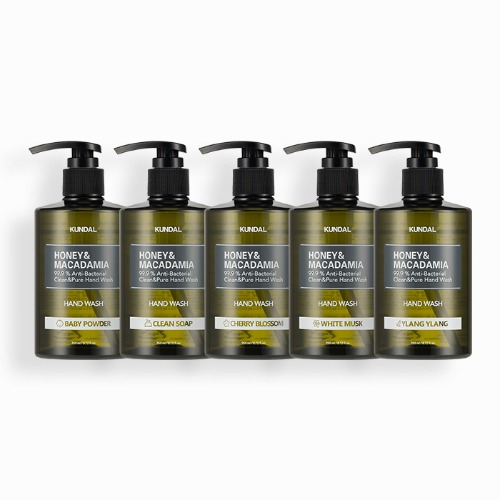 KUNDAL
HONEY&
MACADAMIA
99.9 % Anti-Bacterial
Clean&Pure Hand Wash
HAND WASH
BABY POWDER
KUNDAL
HONEY&
MACADAMIA
99.9 % Anti-Bacterial
Clean&Pure Hand Wash
HAND WASH
CLEAN SOAP
KUNDAL
HONEY&
MACADAMIA
99.9 % Anti-Bacterial
Clean&Pure Hand Wash
HAND WASH
CHERRY BLOSSOM
KUNDAL
HONEY&
MACADAMIA
99.9 % Anti-Bacterial
Clean&Pure Hand Wash
HAND WASH
WHITE MUSK
KUNDAL
HONEY&
MACADAMIA
99.9 % Anti-Bacterial
Clean&Pure Hand Wash
HAND WASH
YLANG YLANG